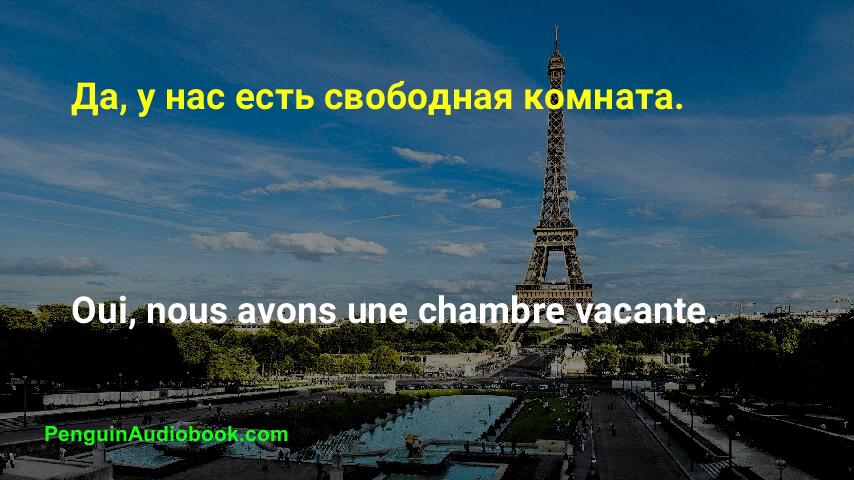 Да, у нас есть свободная комната.
Oui, nous avons une chambre vacante.
PenguinAudiobook.com